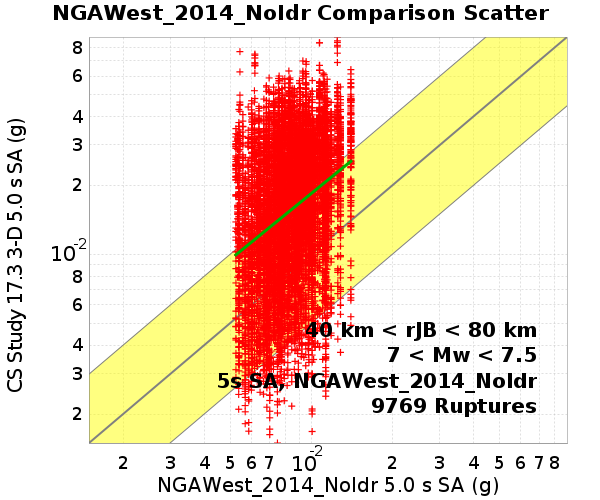 NGAWest_2014_NoIdr Comparison Scatter
8
6
4
3
2
10-2
8
6
4
3
2
CS Study 17.3 3-D 5.0 s SA (g)
40 km < rJB < 80 km
7 < Mw < 7.5
5s SA, NGAWest_2014_NoIdr
9769 Ruptures
2 3 4 5 6 7 10-2 2 3 4 5 6 7 8
NGAWest_2014_NoIdr 5.0 s SA (g)